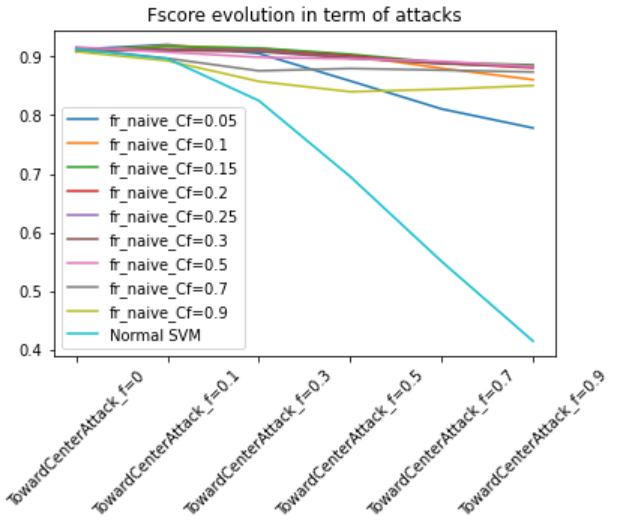 Fscore evolution in term of attacks
0.9
0.8
0.7
0.6
0.5
0.4
fr_naive_Cf=0.05
fr_naive_Cf=0.1
fr_naive_Cf=0.15
fr_naive_Cf=0.2
fr_naive_Cf=0.25
fr_naive_Cf=0.3
fr_naive_Cf=0.5
fr_naive_Cf=0.7
fr_naive_Cf=0.9
Normal SVM
TowardCenterAttack_f=0
TowardCenterAttack_f=0.1
TowardCenterAttack_f=0.3
TowardCenterAttack_f=0.5
TowardCenterAttack_f=0.7
TowardCenterAttack_f=0.9